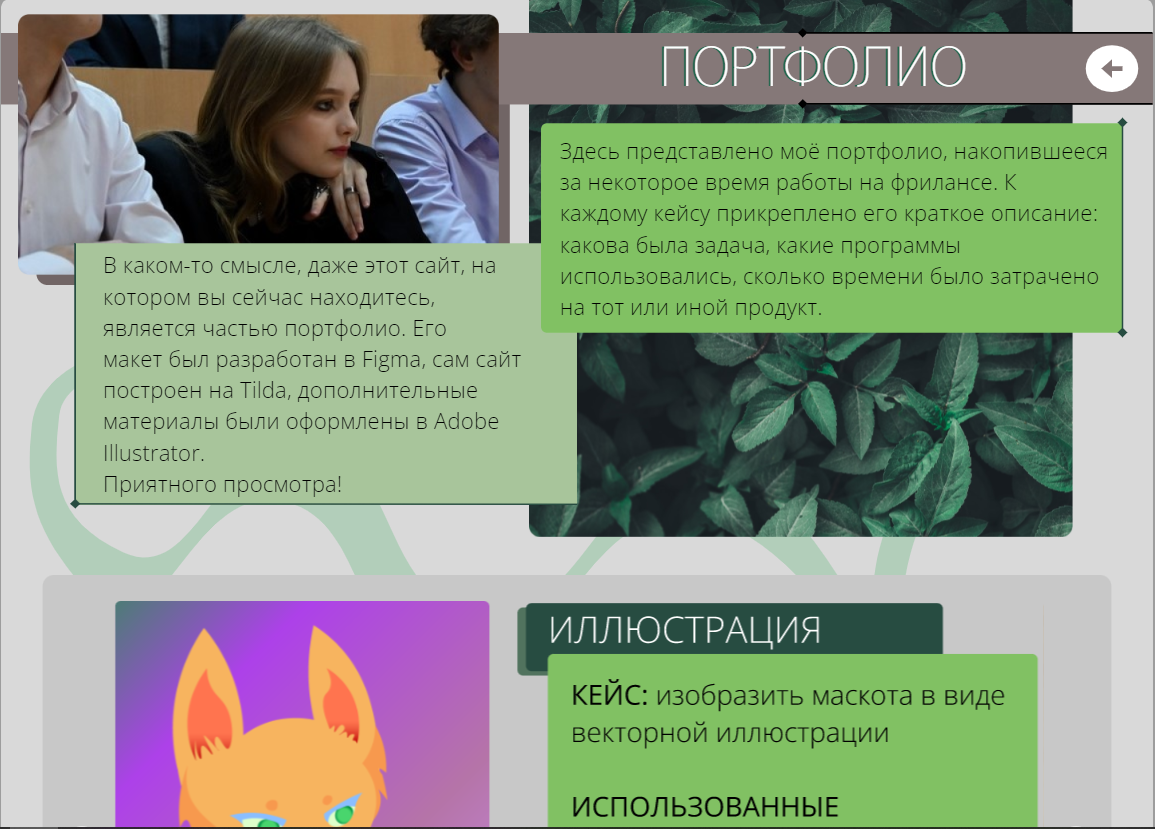 ПОРТФОЛИО
Здесь представлено моё портфолио, накопившееся
за некоторое время работы на фрилансе. К
каждому кейсу прикреплено его краткое описание:
какова была задача, какие программы
использовались, сколько времени было затрачено
на тот или иной продукт.
В каком-то смысле, даже этот сайт, на
котором вы сейчас находитесь,
является частью портфолио. Его
макет был разработан в Figma, сам сайт
построен на Tilda, дополнительные
материалы были оформлены в Adobe
Illustrator.
Приятного просмотра!
ИЛЛЮСТРАЦИЯ
КЕЙС: изобразить маскота в виде
векторной иллюстрации
ИСПОЛЬЗОВАННЫЕ